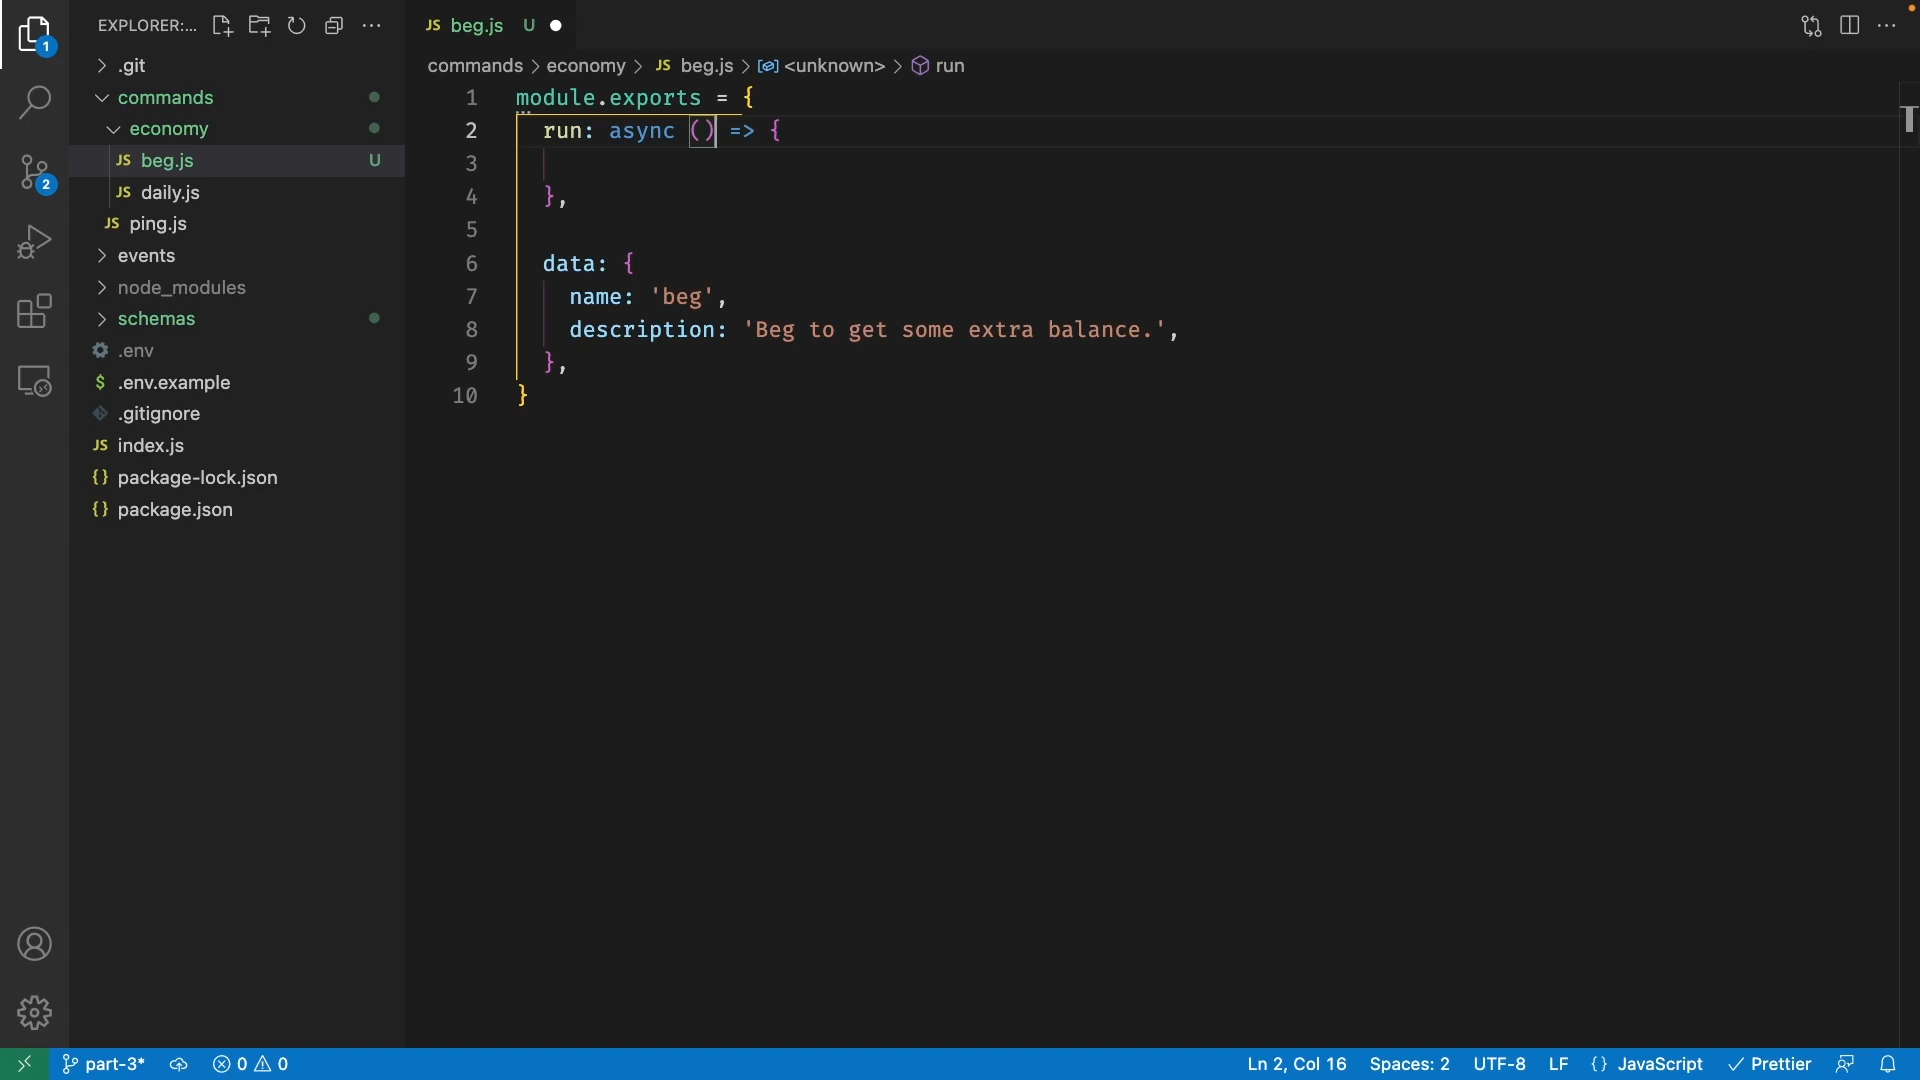 EXPLORER:...
1
.git
commands
economy
JS beg.js U
JS daily.js
JS ping.js
events
node_modules
schemas
.env
$ .env.example
.gitignore
JS index.js
{} package-lock.json
{} package.json
2
JS beg.js U
commands > economy > JS beg.js > <unknown> > run
1 module.exports = {
2 run: async () => {
3
4 },
5
6 data: {
7 name: 'beg',
8 description: 'Beg to get some extra balance.',
9 },
10 }
part-3* 0 0 Ln 2, Col 16 Spaces: 2 UTF-8 LF {} JavaScript Prettier